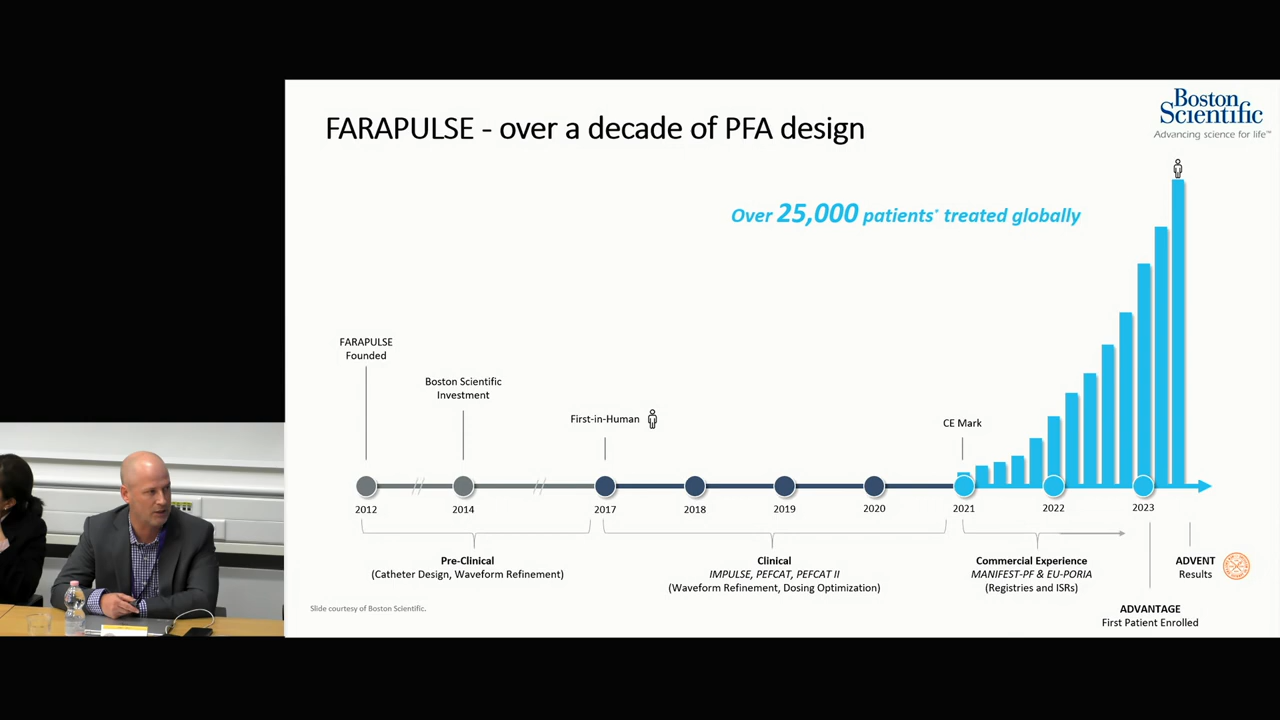 FARAPULSE - over a decade of PFA design
Boston
Scientific
Advancing science for life™
Over 25,000 patients* treated globally
FARAPULSE
Founded
Boston Scientific
Investment
First-in-Human
CE Mark
2012
2014
2017
2018
2019
2020
2021
2022
2023
Pre-Clinical
(Catheter Design, Waveform Refinement)
Clinical
IMPULSE, PEFCAT, PEFCAT II
(Waveform Refinement, Dosing Optimization)
Commercial Experience
MANIFEST-PF & EU-PORIA
(Registries and ISRs)
ADVENT
Results
ADVANTAGE
First Patient Enrolled
Slide courtesy of Boston Scientific.